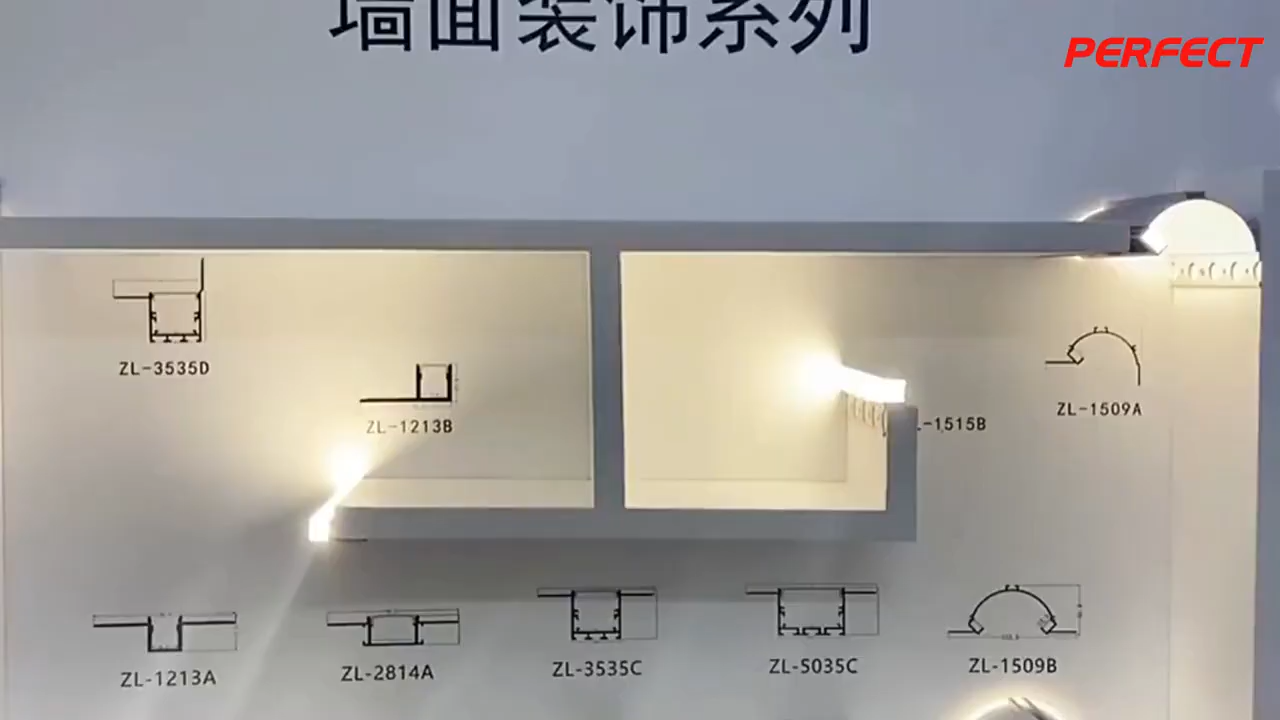 墙面装饰系列
PERFECT
ZL-3535D
ZL-1213B
L-1515B
ZL-1509A
ZL-1213A
ZL-2814A
ZL-3535C
ZL-5035C
ZL-1509B